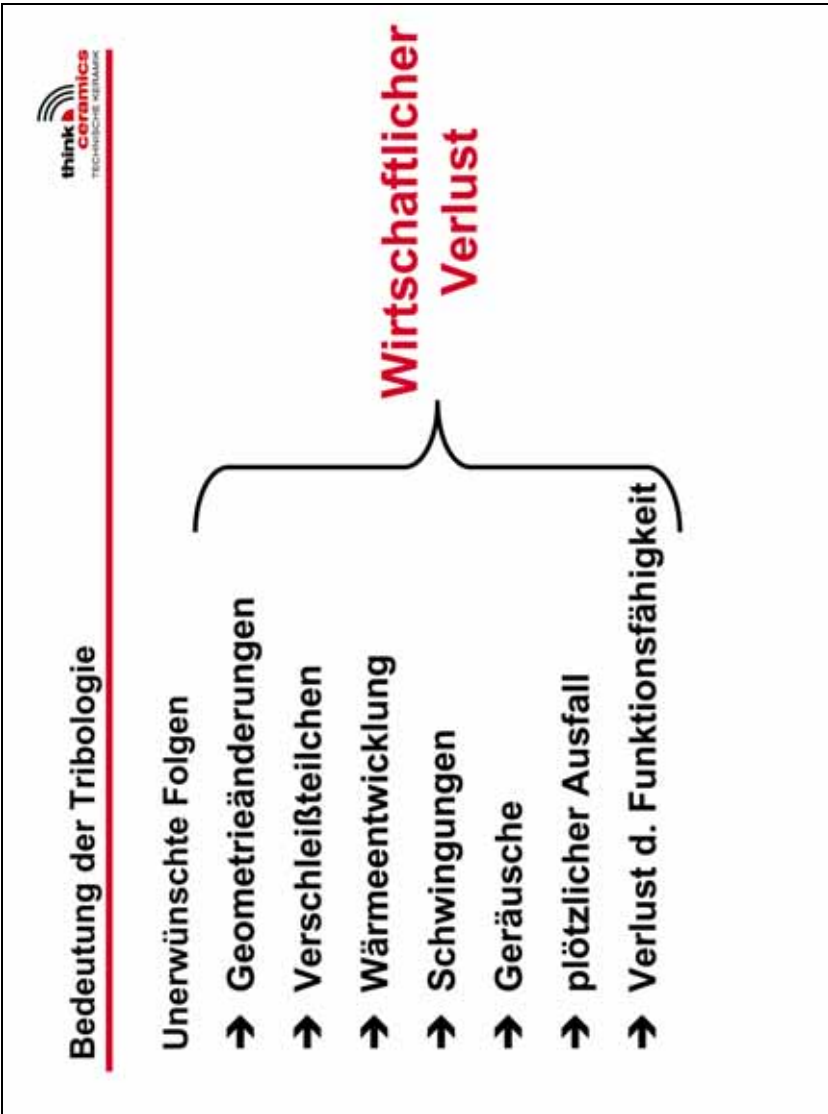 Bedeutung der Tribologie
think
ceramics
TECHNISCHE KERAMIK
Unerwünschte Folgen
➔ Geometrieänderungen
➔ Verschleißteilchen
➔ Wärmeentwicklung
➔ Schwingungen
➔ Geräusche
➔ plötzlicher Ausfall
➔ Verlust d. Funktionsfähigkeit
Wirtschaftlicher
Verlust